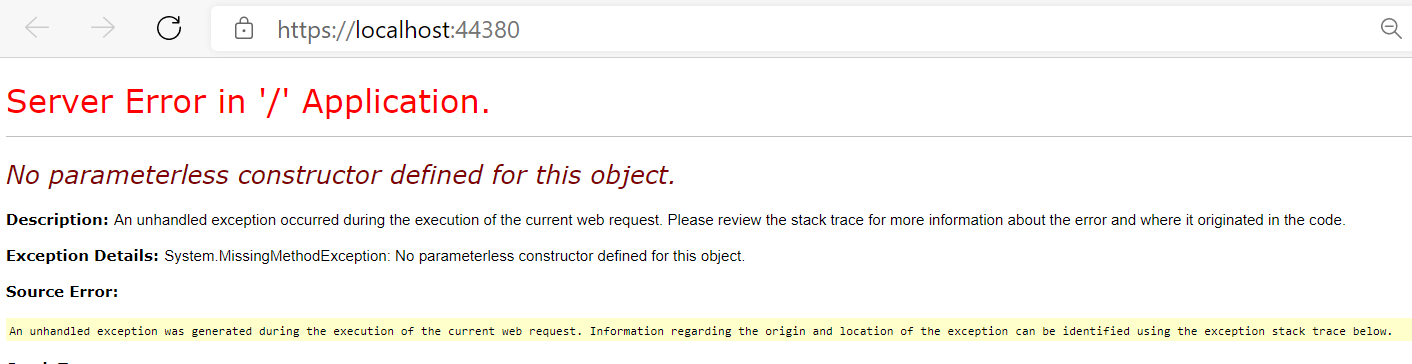 https://localhost:44380
Server Error in '/' Application.
No parameterless constructor defined for this object.
Description: An unhandled exception occurred during the execution of the current web request. Please review the stack trace for more information about the error and where it originated in the code.
Exception Details: System.MissingMethodException: No parameterless constructor defined for this object.
Source Error:
An unhandled exception was generated during the execution of the current web request. Information regarding the origin and location of the exception can be identified using the exception stack trace below.